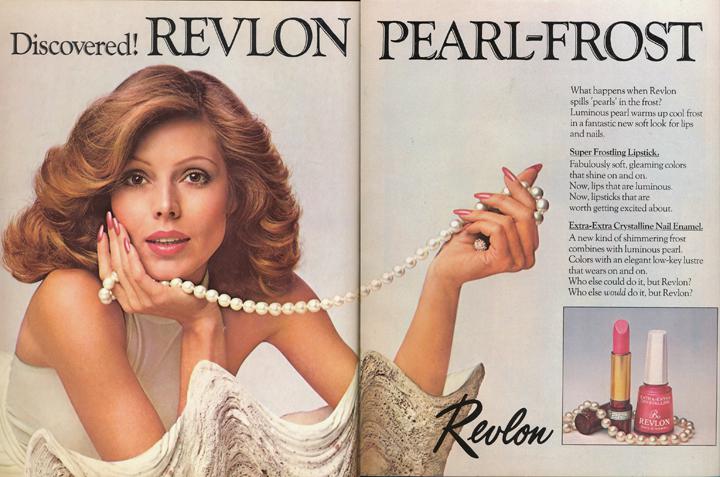 Discovered! REVLON PEARL-FROST
What happens when Revlon
spills 'pearls' in the frost?
Luminous pearl warms up cool frost
in a fantastic new soft look for lips
and nails.
Super Frostling Lipstick.
Fabulously soft, gleaming colors
that shine on and on.
Now, lips that are luminous.
Now, lipsticks that are
worth getting excited about.
Extra-Extra Crystalline Nail Enamel.
A new kind of shimmering frost
combines with luminous pearl.
Colors with an elegant low-key lustre
that wears on and on.
Who else could do it, but Revlon?
Who else would do it, but Revlon?
EXTRA-EXTRA
CRYSTALLINE
R
REVLON
Revlon